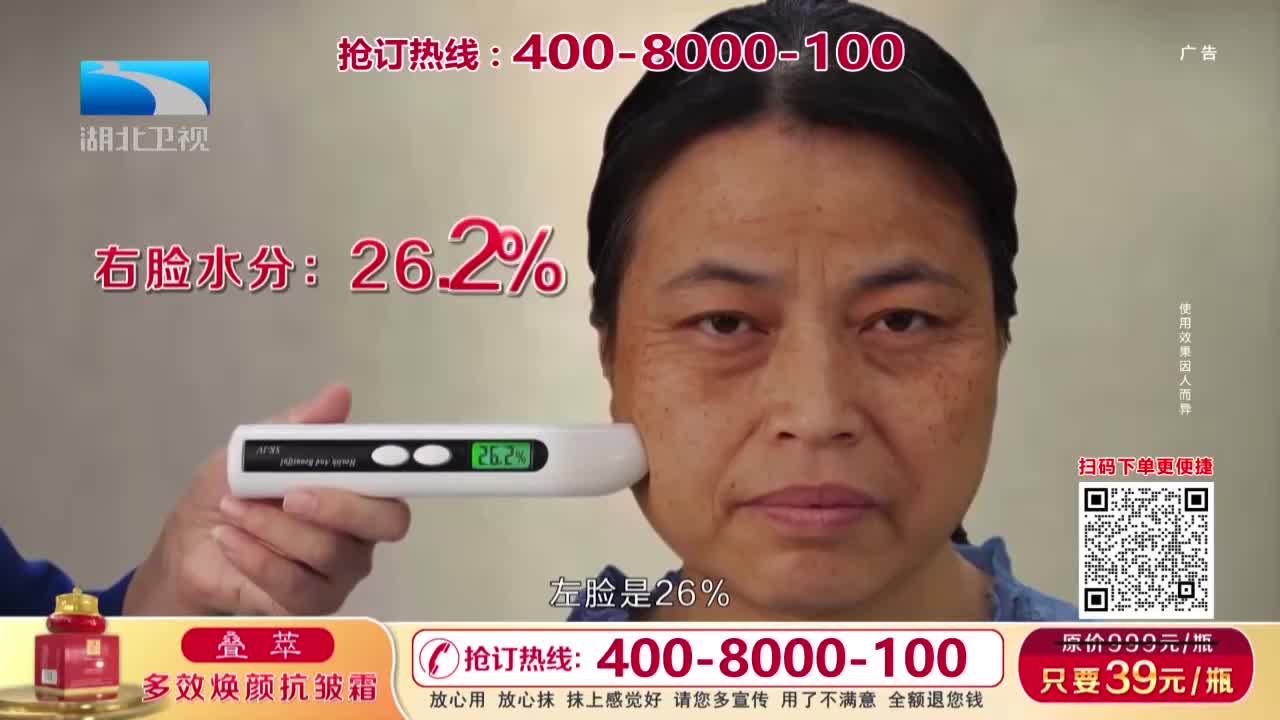 抢订热线：400-8000-100
广告
湖北卫视
右脸水分：26.2%
使用效果因人而异
26.2%
Health And Beautiful
SK-IV
扫码下单更便捷
左脸是26%
叠萃
多效焕颜抗皱霜
抢订热线：400-8000-100
放心用 放心抹 抹上感觉好 请您多宣传 用了不满意 全额退您钱
原价999元/瓶
只要39元/瓶